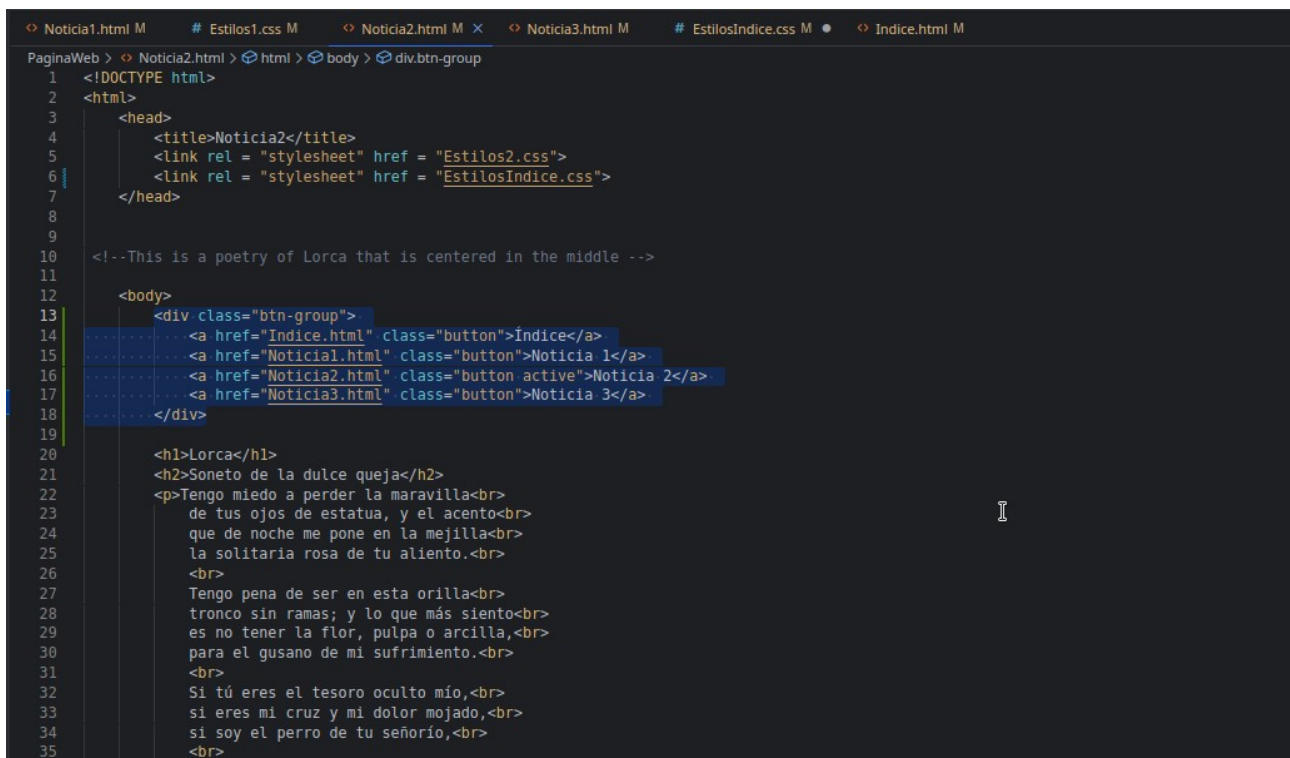 <> Noticia1.html M # Estilos1.css M <> Noticia2.html M × <> Noticia3.html M # EstilosIndice.css M ● <> Indice.html M
PaginaWeb > <> Noticia2.html > html > body > div.btn-group
1 <!DOCTYPE html>
2 <html>
3 <head>
4 <title>Noticia2</title>
5 <link rel = "stylesheet" href = "Estilos2.css">
6 <link rel = "stylesheet" href = "EstilosIndice.css">
7 </head>
8
9
10 <!--This is a poetry of Lorca that is centered in the middle -->
11
12 <body>
13 <div class="btn-group">
14 <a href="Indice.html" class="button">Índice</a>
15 <a href="Noticia1.html" class="button">Noticia 1</a>
16 <a href="Noticia2.html" class="button active">Noticia 2</a>
17 <a href="Noticia3.html" class="button">Noticia 3</a>
18 </div>
19
20 <h1>Lorca</h1>
21 <h2>Soneto de la dulce queja</h2>
22 <p>Tengo miedo a perder la maravilla<br>
23 de tus ojos de estatua, y el acento<br>
24 que de noche me pone en la mejilla<br>
25 la solitaria rosa de tu aliento.<br>
26 <br>
27 Tengo pena de ser en esta orilla<br>
28 tronco sin ramas; y lo que más siento<br>
29 es no tener la flor, pulpa o arcilla,<br>
30 para el gusano de mi sufrimiento.<br>
31 <br>
32 Si tú eres el tesoro oculto mío,<br>
33 si eres mi cruz y mi dolor mojado,<br>
34 si soy el perro de tu señorío,<br>
35 <br>